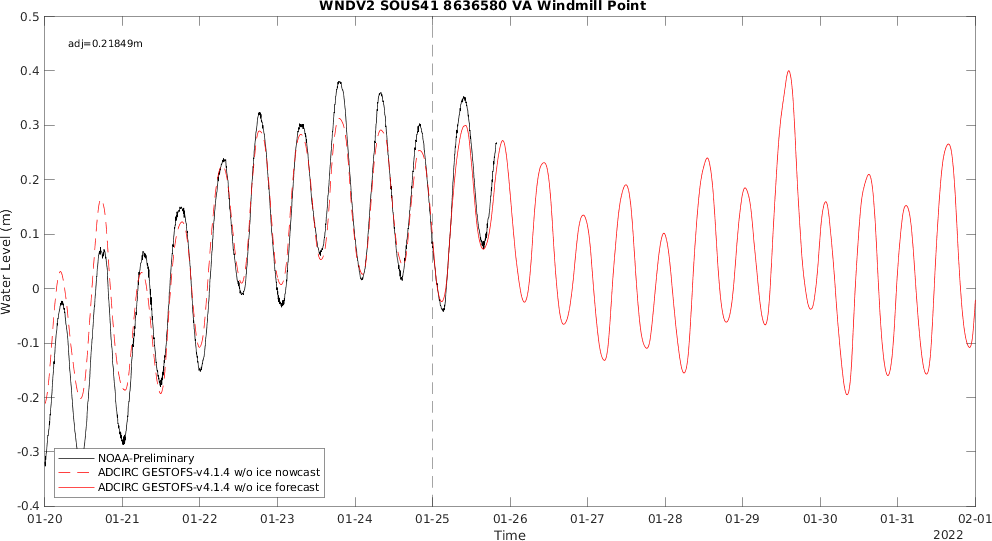 WNDV2 SOUS41 8636580 VA Windmill Point
adj=0.21849m
Water Level (m)
0.5
0.4
0.3
0.2
0.1
0
-0.1
-0.2
-0.3
-0.4
NOAA-Preliminary
ADCIRC GESTOFS-v4.1.4 w/o ice nowcast
ADCIRC GESTOFS-v4.1.4 w/o ice forecast
01-20 01-21 01-22 01-23 01-24 01-25 01-26 01-27 01-28 01-29 01-30 01-31 02-01
Time
2022